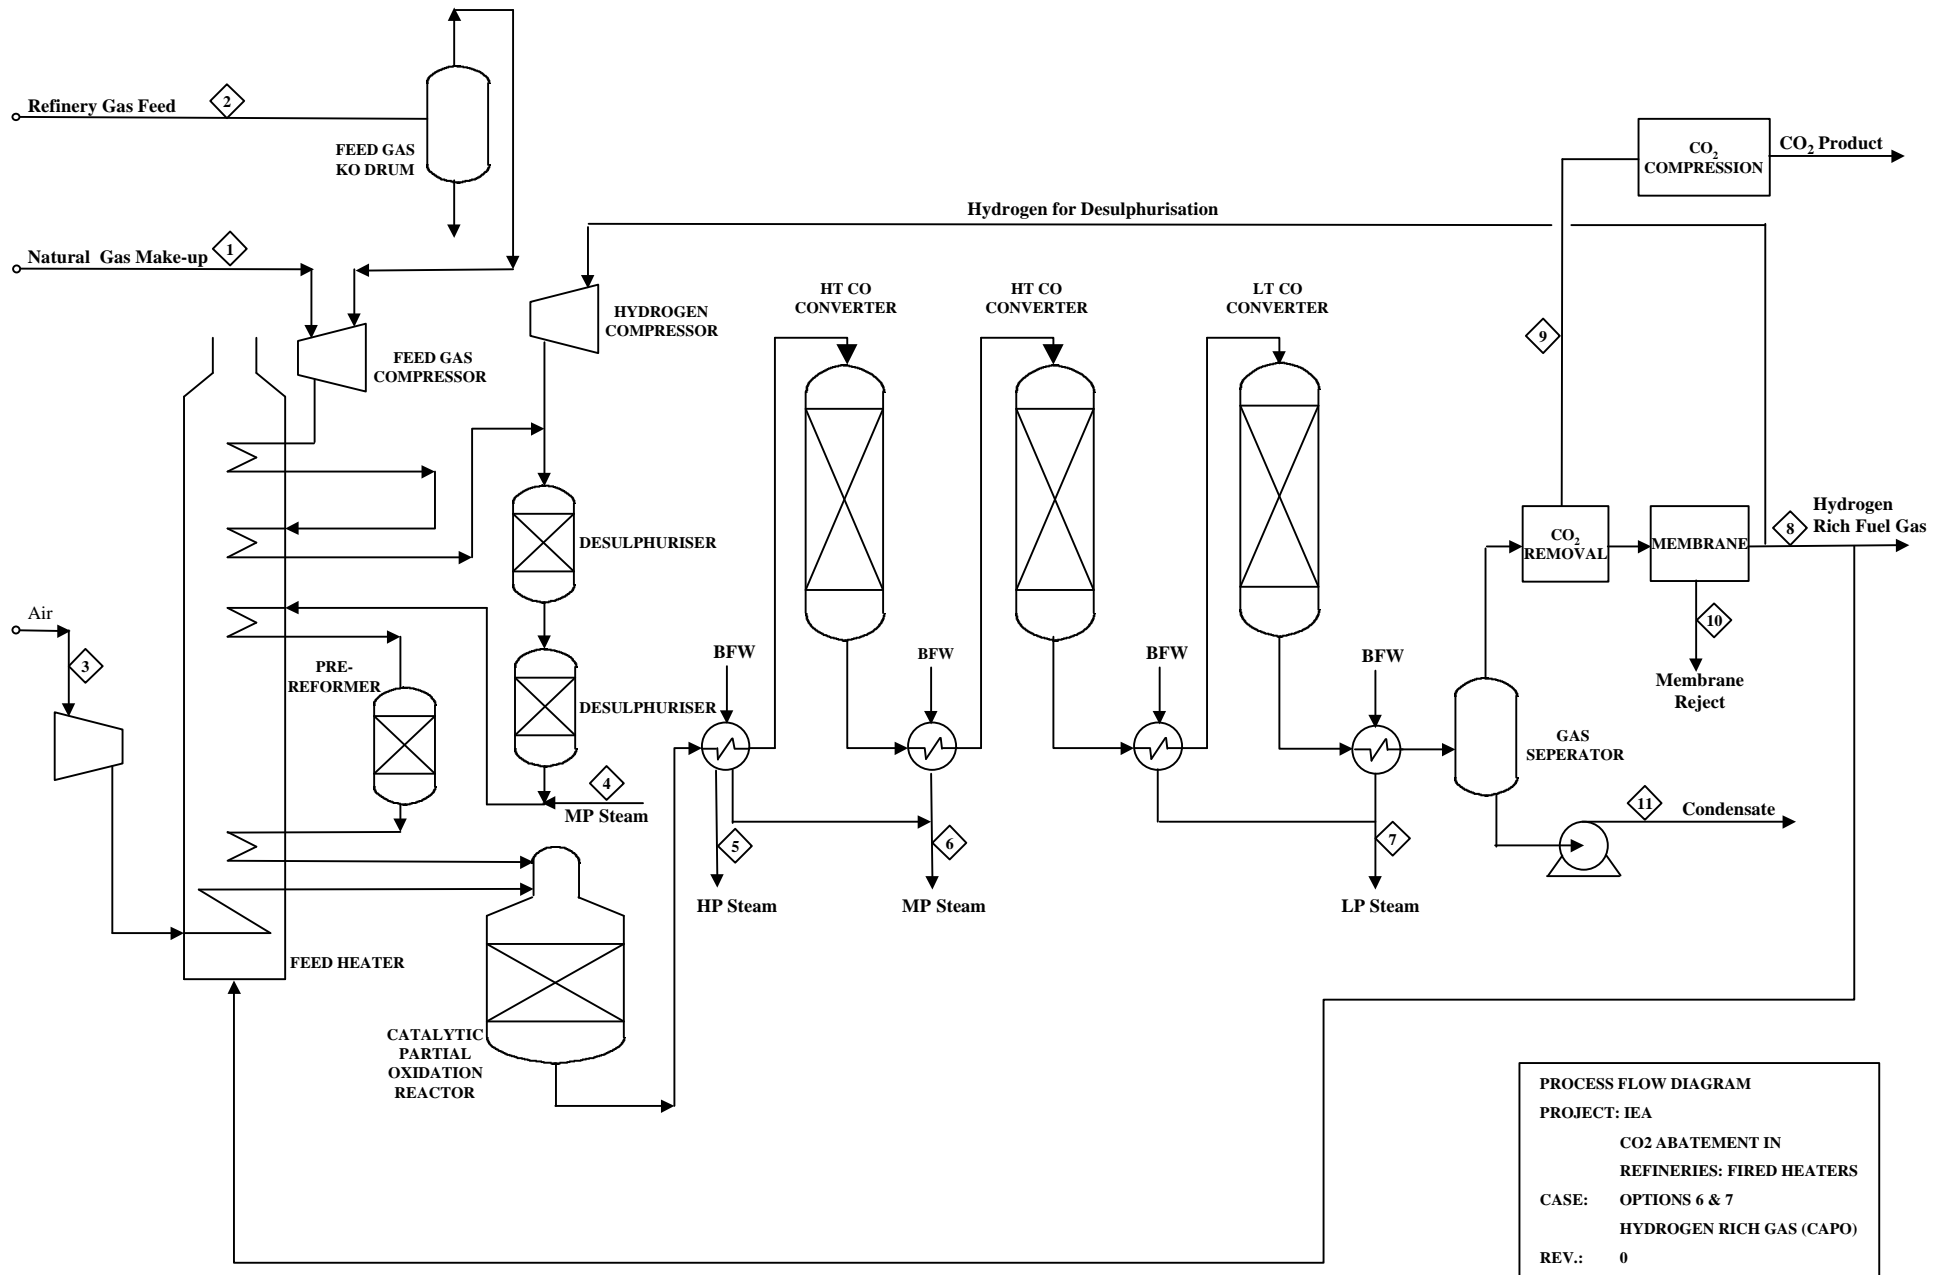 Refinery Gas Feed
2
FEED GAS
KO DRUM
CO2
COMPRESSION
CO2 Product
Hydrogen for Desulphurisation
Natural Gas Make-up
1
HYDROGEN
COMPRESSOR
HT CO
CONVERTER
HT CO
CONVERTER
LT CO
CONVERTER
9
FEED GAS
COMPRESSOR
DESULPHURISER
CO2
REMOVAL
MEMBRANE
8
Hydrogen
Rich Fuel Gas
Air
3
PRE-
REFORMER
DESULPHURISER
BFW
BFW
BFW
BFW
10
Membrane
Reject
GAS
SEPERATOR
4
MP Steam
11
Condensate
5
6
7
HP Steam
MP Steam
LP Steam
FEED HEATER
CATALYTIC
PARTIAL
OXIDATION
REACTOR
PROCESS FLOW DIAGRAM
PROJECT: IEA
CO2 ABATEMENT IN
REFINERIES: FIRED HEATERS
CASE: OPTIONS 6 & 7
HYDROGEN RICH GAS (CAPO)
REV.: 0